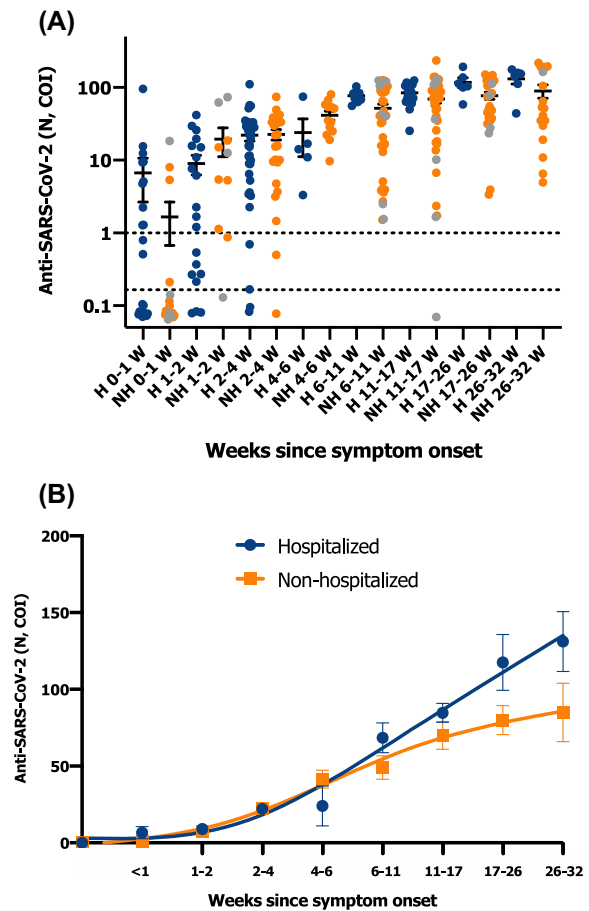 (A)
Anti-SARS-CoV-2 (N, COI)
100
10
1
0.1
H 0-1 W
NH 0-1 W
H 1-2 W
NH 1-2 W
H 2-4 W
NH 2-4 W
H 4-6 W
NH 4-6 W
H 6-11 W
NH 6-11 W
H 11-17 W
NH 11-17 W
H 17-26 W
NH 17-26 W
H 26-32 W
NH 26-32 W
Weeks since symptom onset
(B)
Anti-SARS-CoV-2 (N, COI)
200
150
100
50
0
Hospitalized
Non-hospitalized
<1 1-2 2-4 4-6 6-11 11-17 17-26 26-32
Weeks since symptom onset